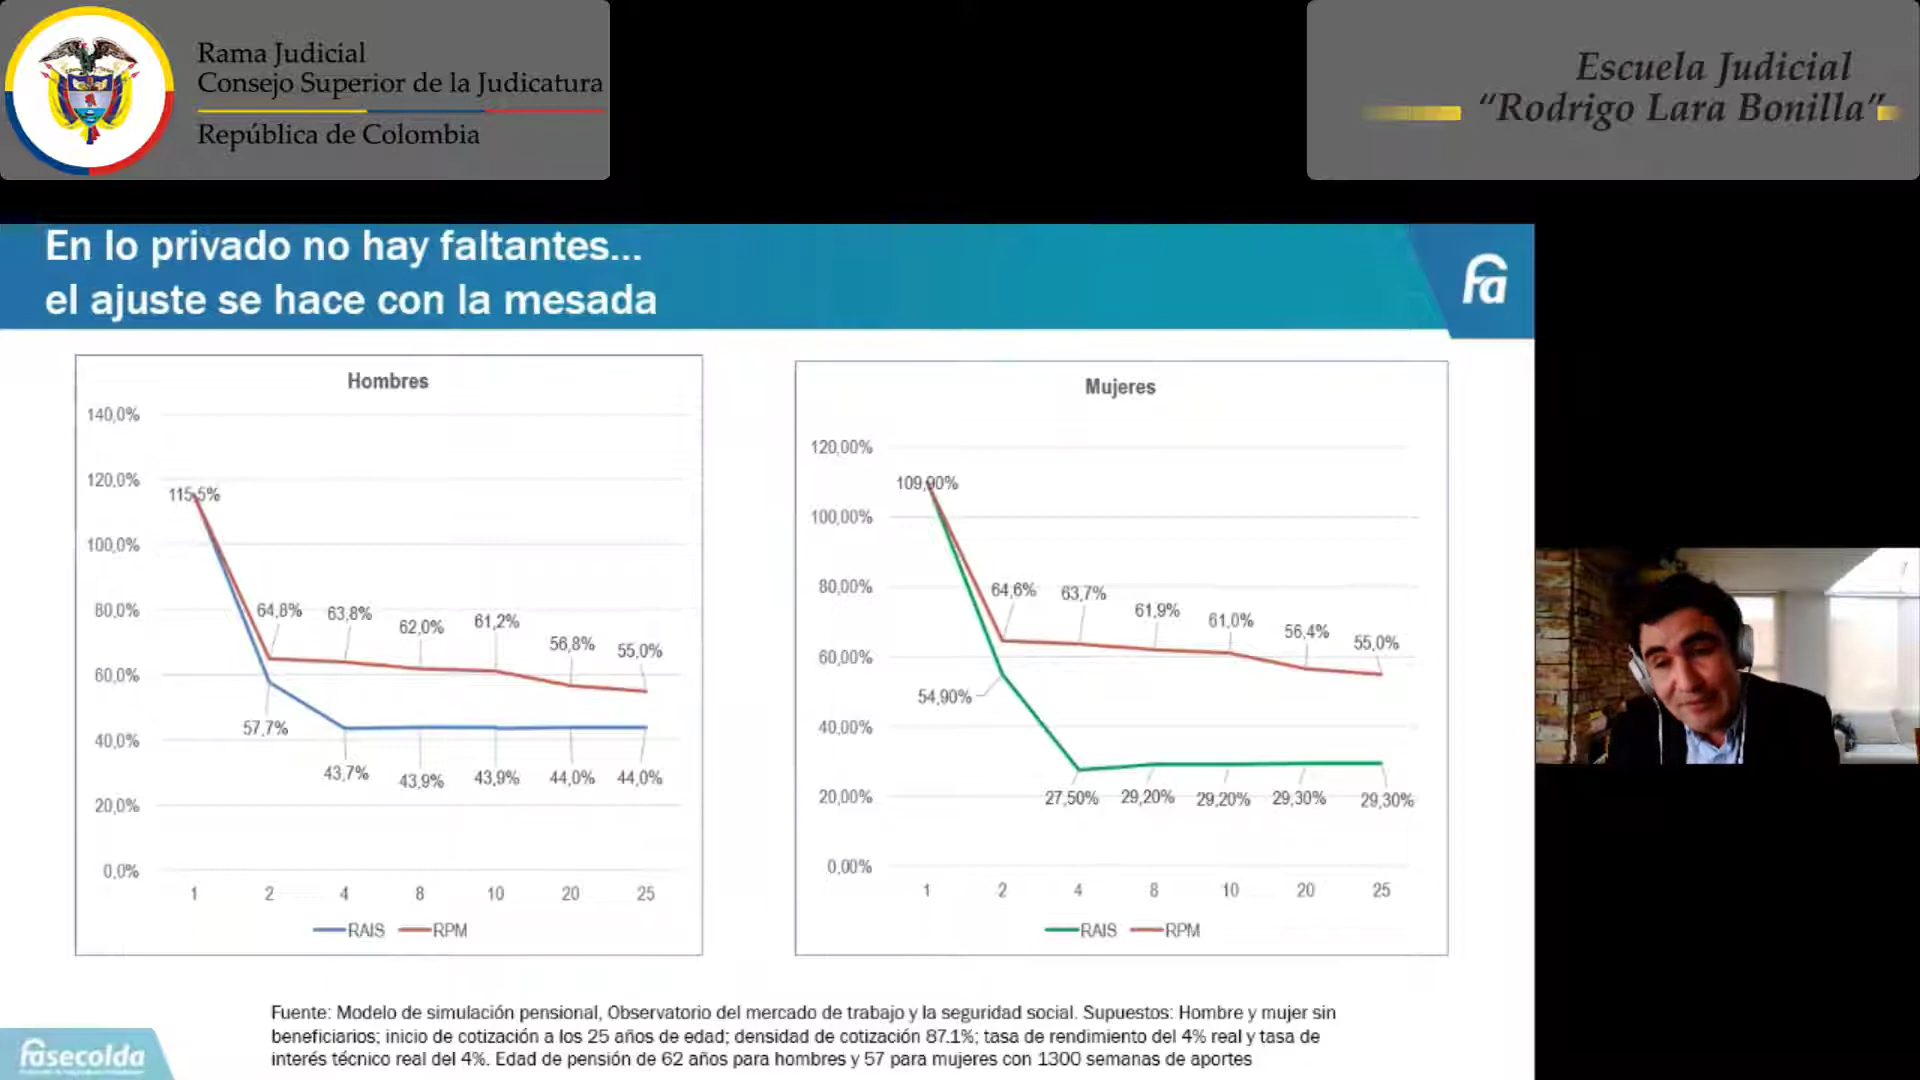 Rama Judicial
Consejo Superior de la Judicatura
República de Colombia
Escuela Judicial
“Rodrigo Lara Bonilla”
En lo privado no hay faltantes...
el ajuste se hace con la mesada
fa
Hombres
140,0%
120,0%
100,0%
80,0%
60,0%
40,0%
20,0%
0,0%
115,5%
64,8%
63,8%
62,0%
61,2%
56,8%
55,0%
57,7%
43,7%
43,9%
43,9%
44,0%
44,0%
1 2 4 8 10 20 25
RAIS RPM
Mujeres
120,00%
100,00%
80,00%
60,00%
40,00%
20,00%
0,00%
109,90%
64,6%
63,7%
61,9%
61,0%
56,4%
55,0%
54,90%
27,50%
29,20%
29,20%
29,30%
29,30%
1 2 4 8 10 20 25
RAIS RPM
Fuente: Modelo de simulación pensional, Observatorio del mercado de trabajo y la seguridad social. Supuestos: Hombre y mujer sin
beneficiarios; inicio de cotización a los 25 años de edad; densidad de cotización 87.1%; tasa de rendimiento del 4% real y tasa de
interés técnico real del 4%. Edad de pensión de 62 años para hombres y 57 para mujeres con 1300 semanas de aportes
fasecolda